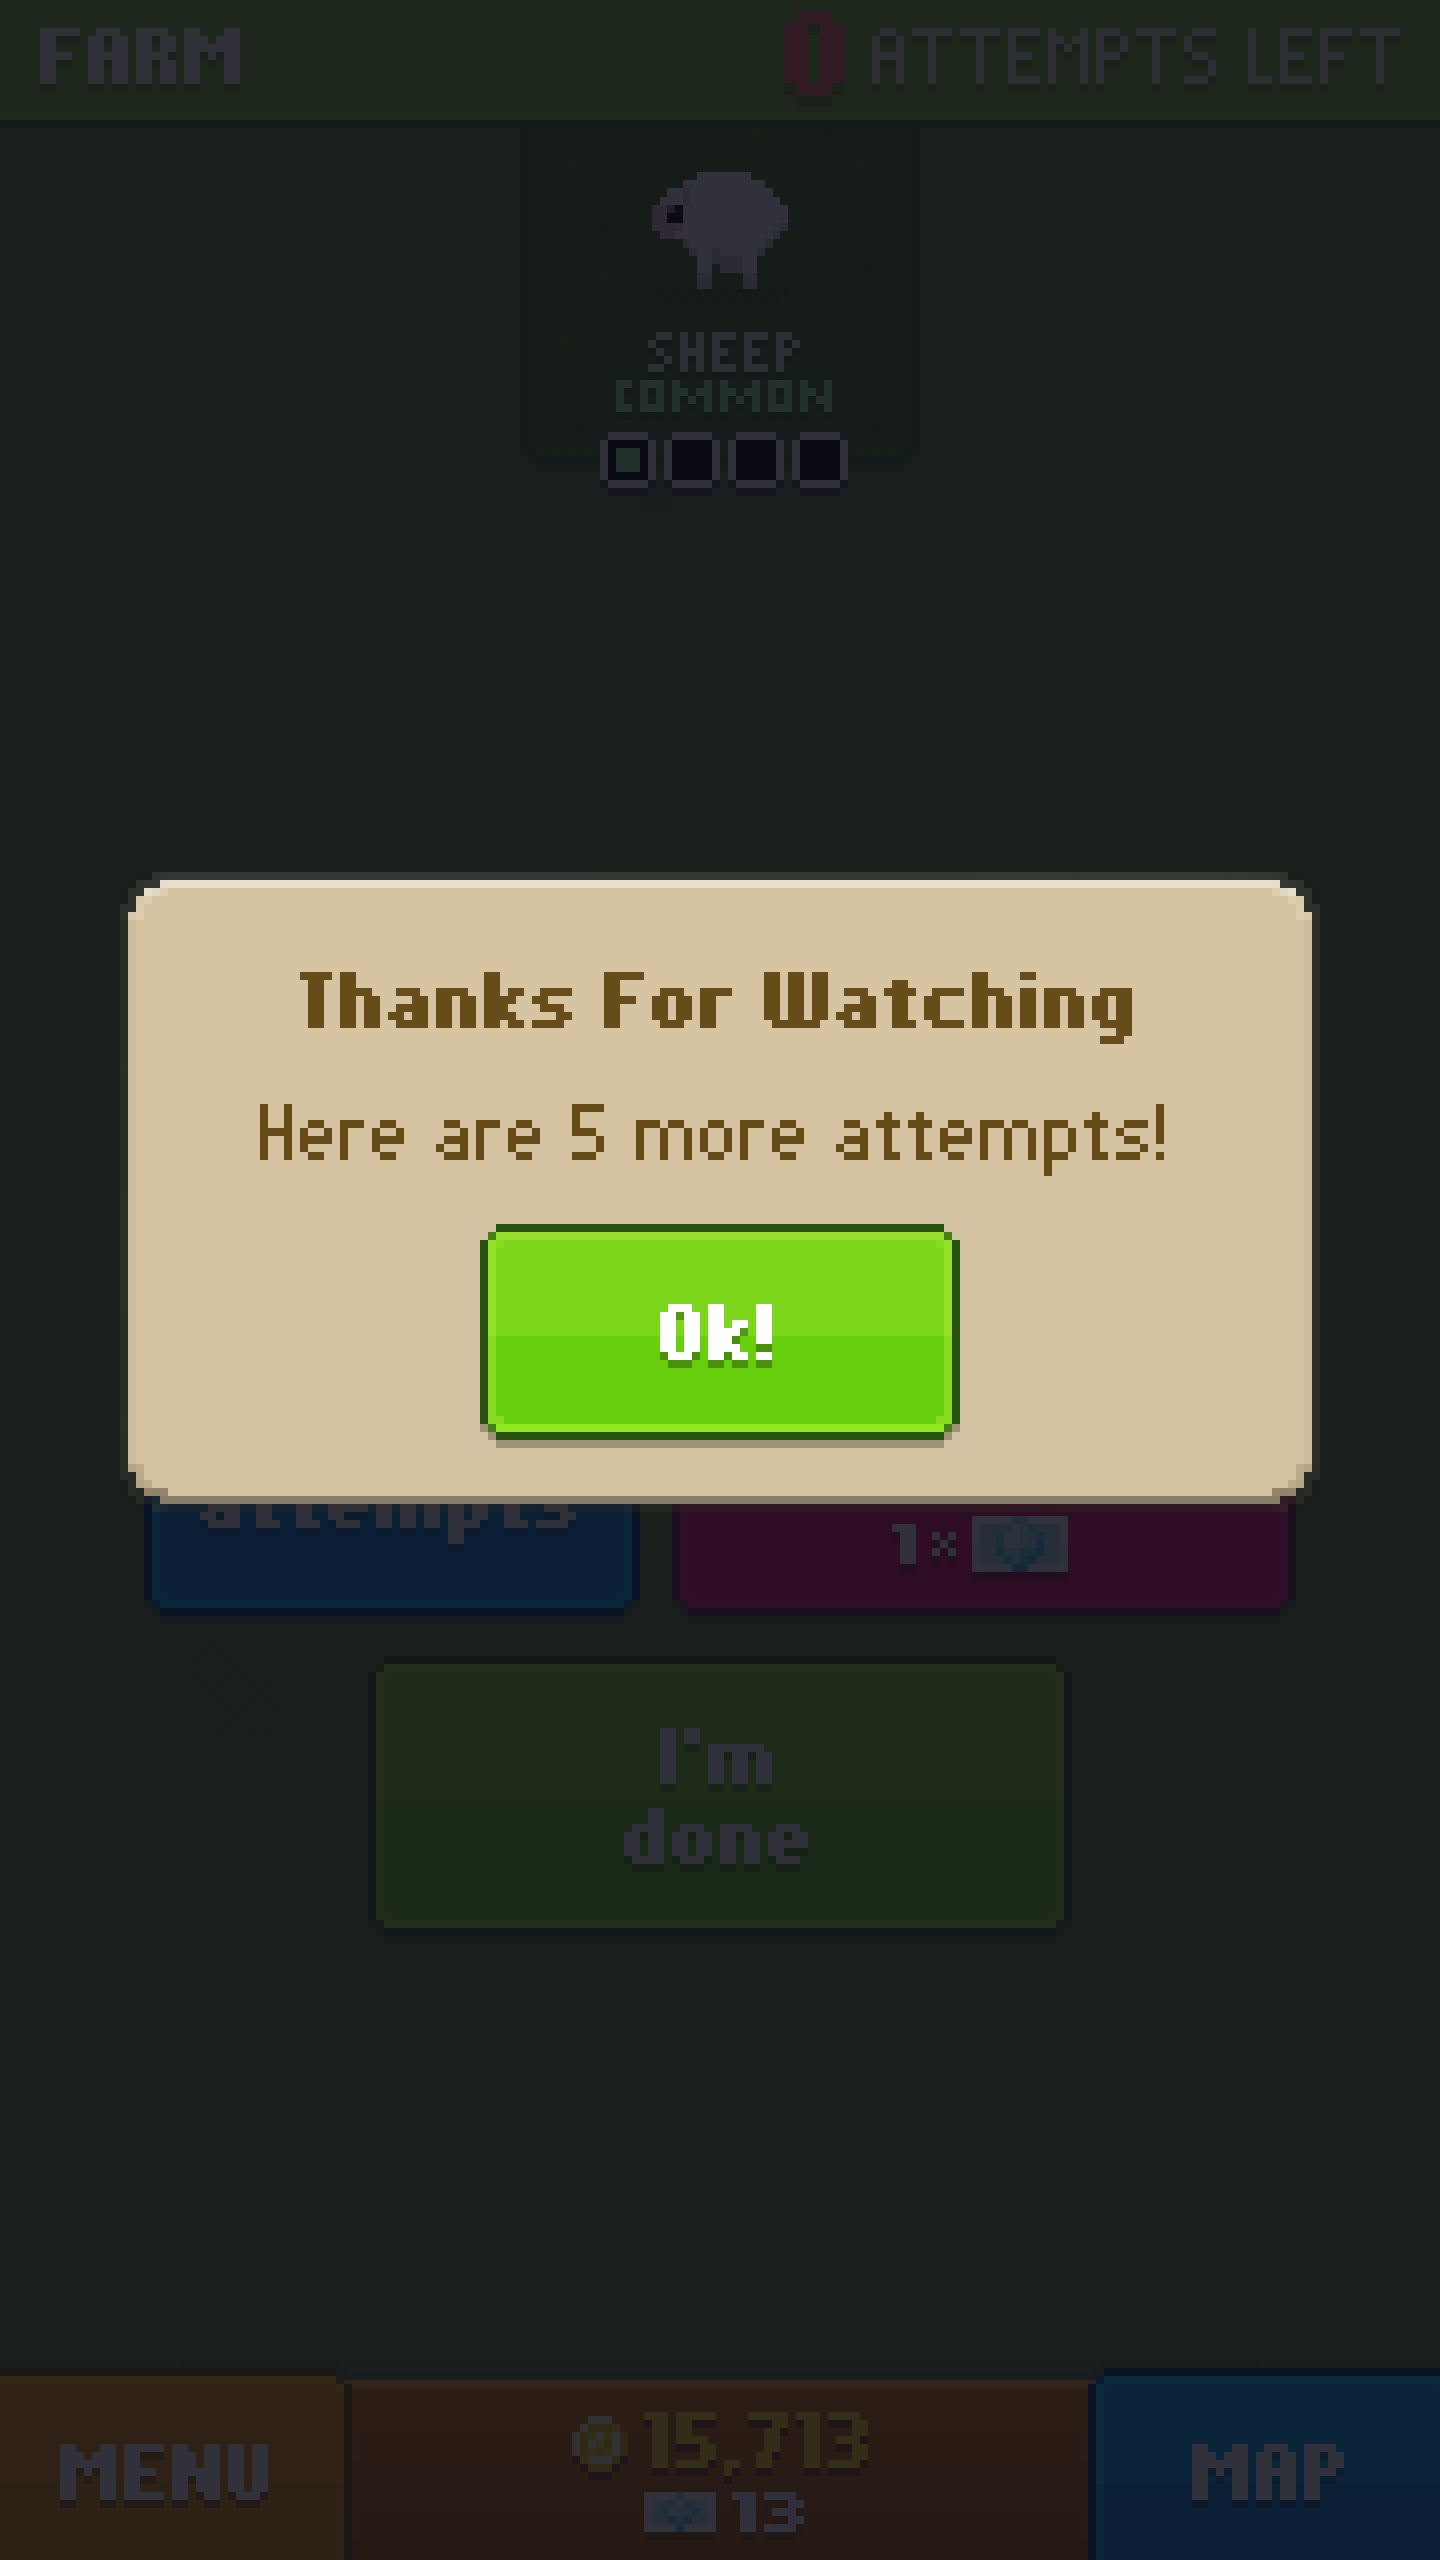 FARM
0 ATTEMPTS LEFT
SHEEP
COMMON
Thanks For Watching
Here are 5 more attempts!
Ok!
attempts
1×
I'm
done
MENU
15,713
13
MAP